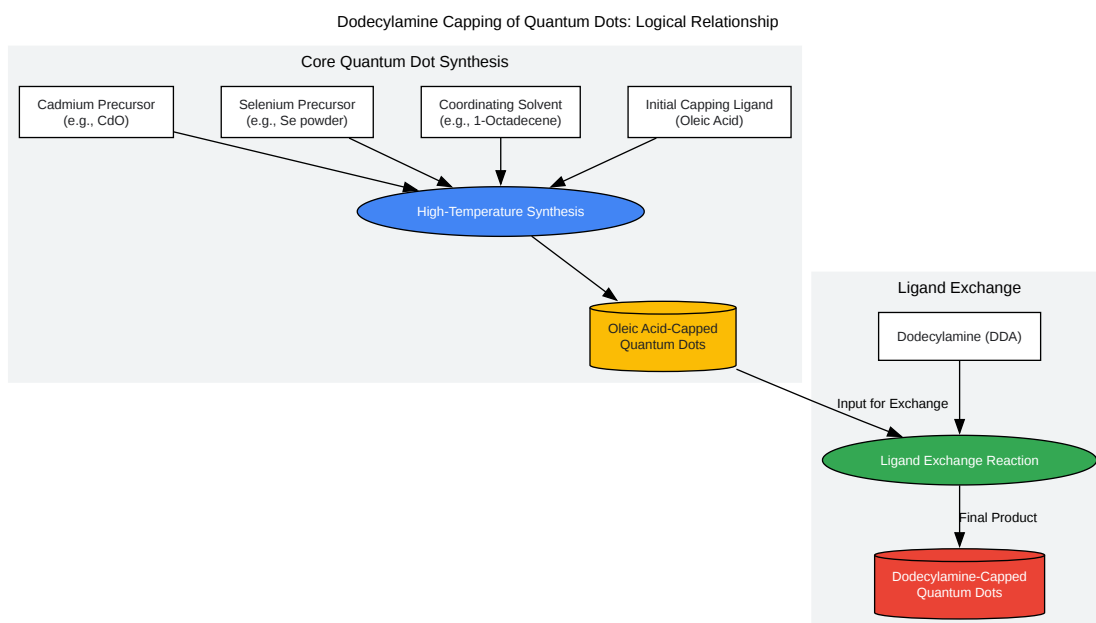 Dodecylamine Capping of Quantum Dots: Logical Relationship
Core Quantum Dot Synthesis
Cadmium Precursor
(e.g., CdO)
Selenium Precursor
(e.g., Se powder)
Coordinating Solvent
(e.g., 1-Octadecene)
Initial Capping Ligand
(Oleic Acid)
High-Temperature Synthesis
Oleic Acid-Capped
Quantum Dots
Ligand Exchange
Dodecylamine (DDA)
Input for Exchange
Ligand Exchange Reaction
Final Product
Dodecylamine-Capped
Quantum Dots